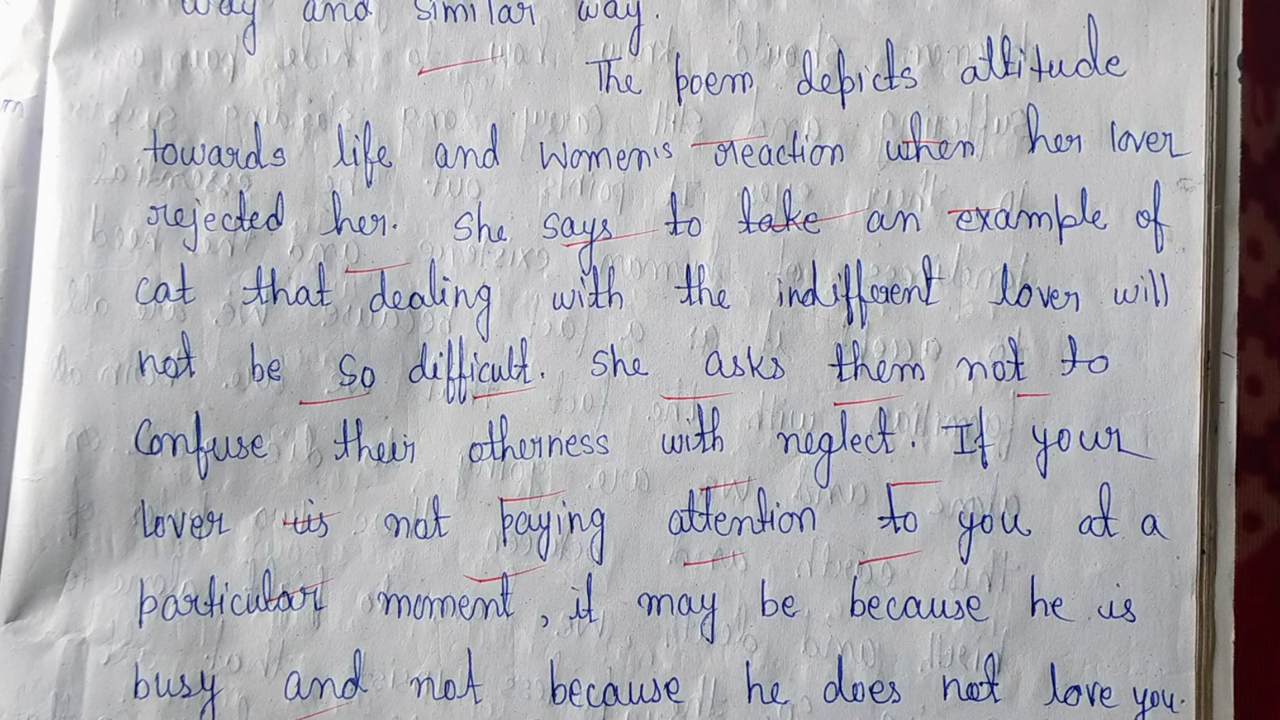 way and similar way.
The poem depicts attitude
towards life and women's reaction when her lover
rejected her. She says to take an example of
cat that dealing with the indifferent lover will
not be so difficult. She asks them not to
confuse their otherness with neglect. If your
lover is not paying attention to you at a
particular moment, it may be because he is
busy and not because he does not love you.